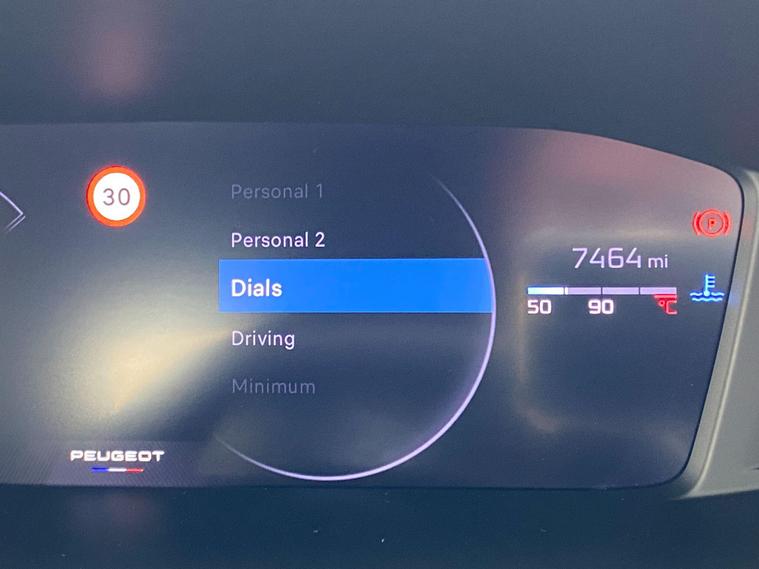 30
Personal 1
Personal 2
Dials
Driving
Minimum
P
7464 mi
50 90 °C
PEUGEOT